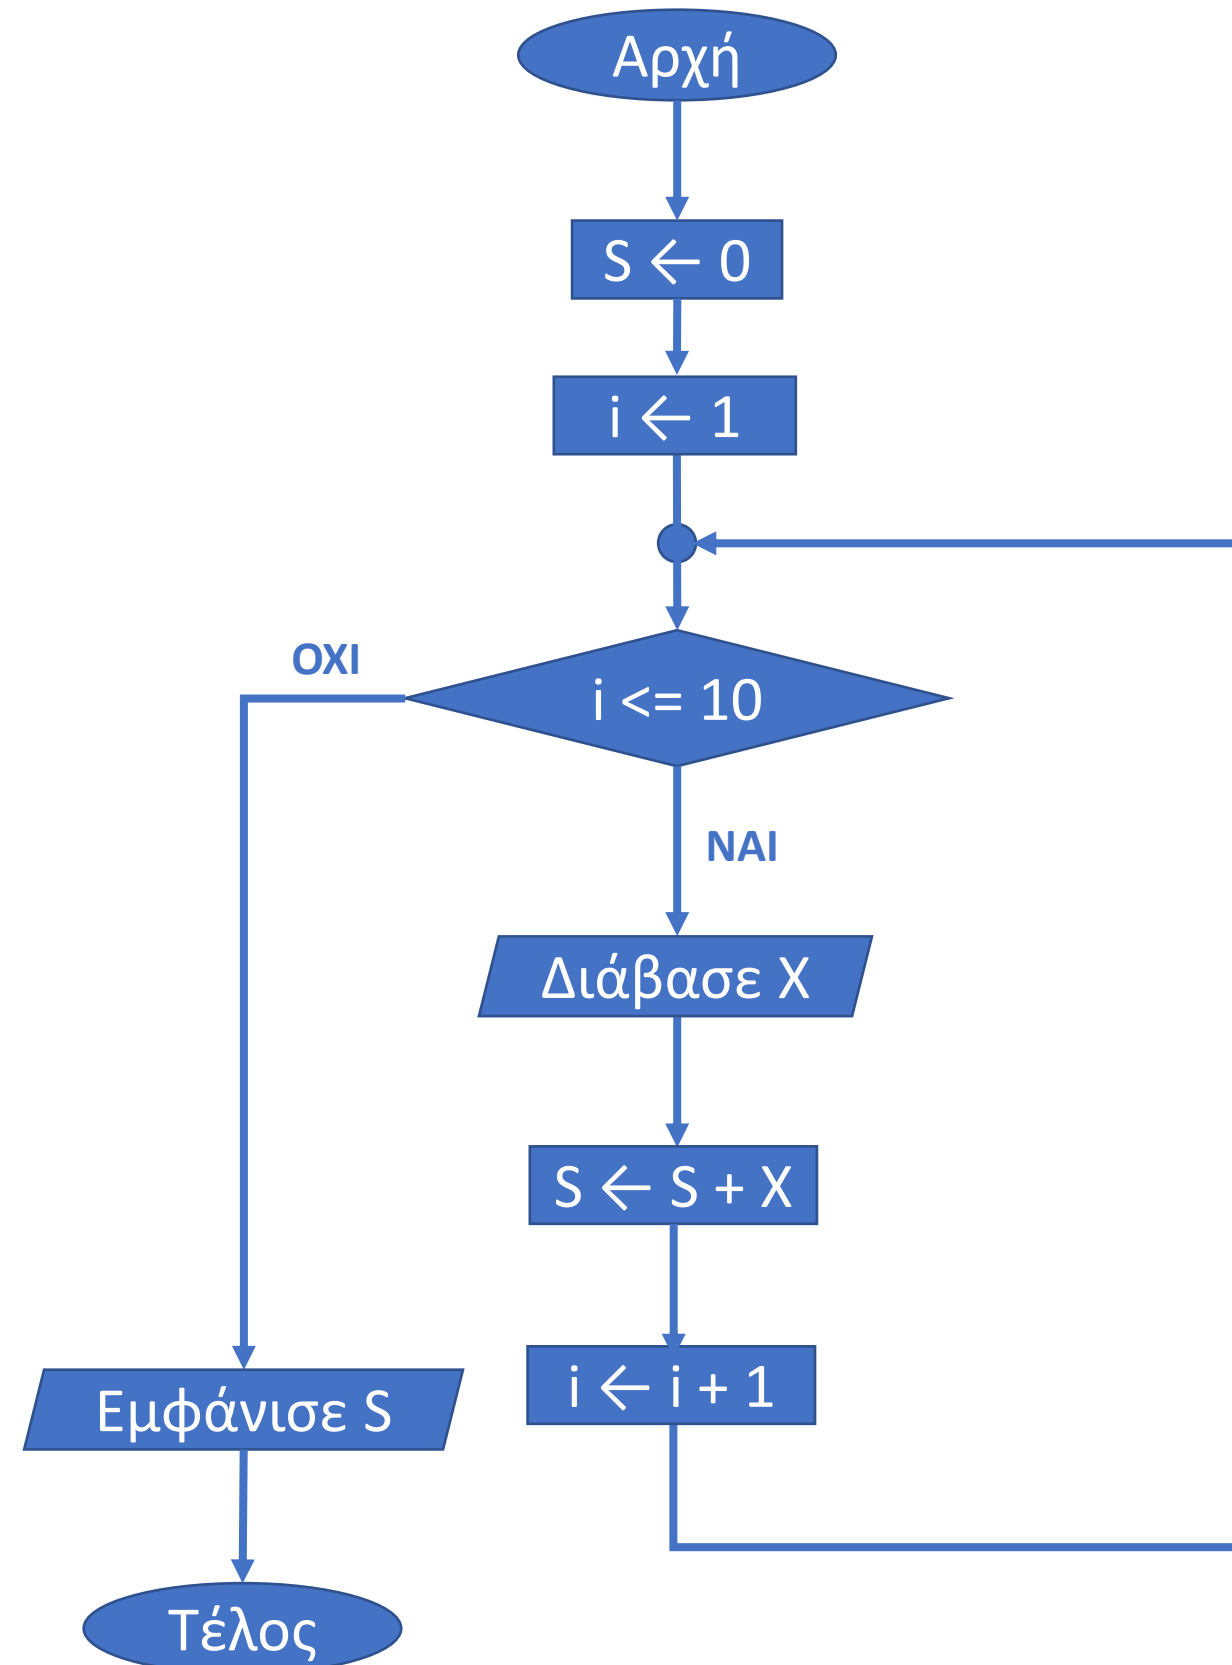 Αρχή
S ← 0
i ← 1
i <= 10
ΟΧΙ
ΝΑΙ
Διάβασε X
S ← S + X
i ← i + 1
Εμφάνισε S
Τέλος